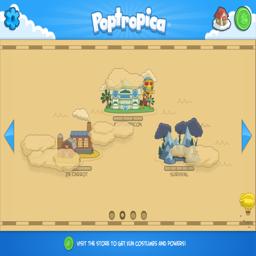 Poptropica
24 CARROT
SURVIVAL
VISIT THE STORE TO GET FUN COSTUMES AND POWERS!